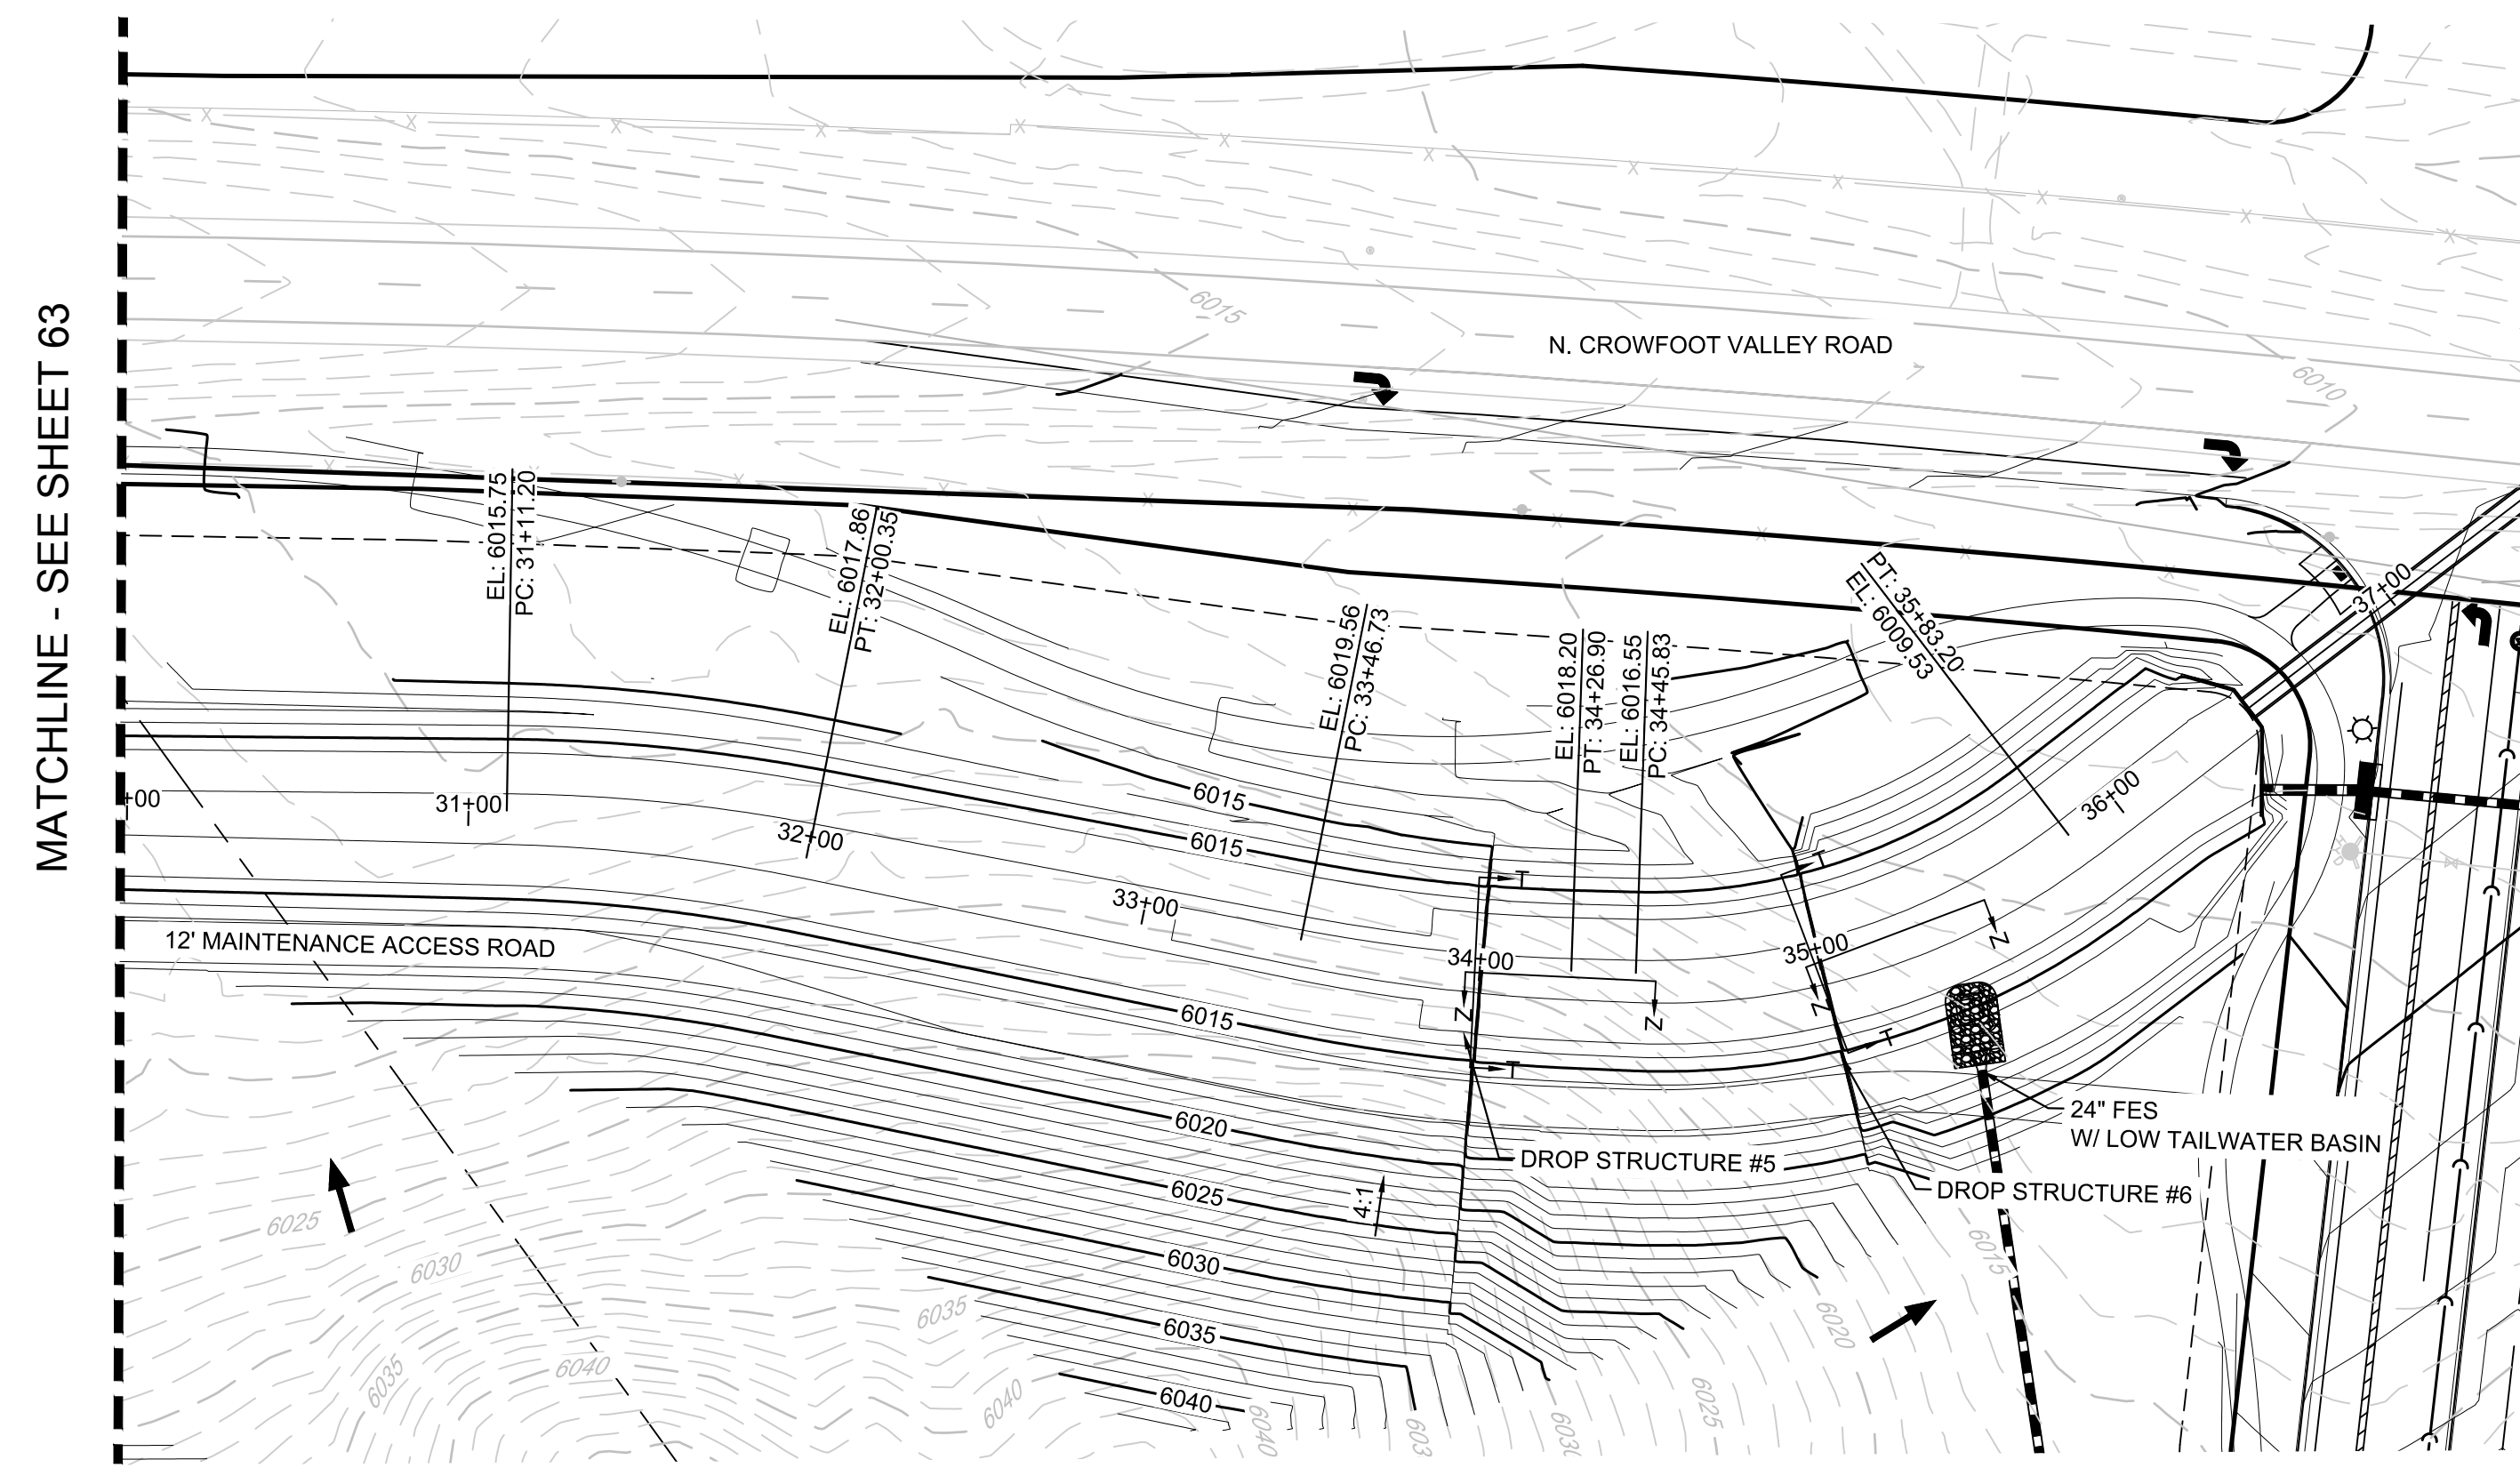 MATCHLINE - SEE SHEET 63
6015
N. CROWFOOT VALLEY ROAD
6010
EL: 6015.75
PC: 31+11.20
EL: 6017.86
PT: 32+00.35
EL: 6019.56
PC: 33+46.73
EL: 6018.20
PT: 34+26.90
EL: 6016.55
PC: 34+45.83
PT: 35+83.20
EL: 6009.53
37+00
+00
31+00
32+00
6015
6015
36+00
33+00
34+00
35+00
T
T
Z
Z
Z
Z
T
T
12' MAINTENANCE ACCESS ROAD
6015
6020
6025
6030
6035
6040
4:1
DROP STRUCTURE #5
24" FES
W/ LOW TAILWATER BASIN
DROP STRUCTURE #6
6025
6030
6035
6035
6040
6040
6040
603
6025
6020
6015